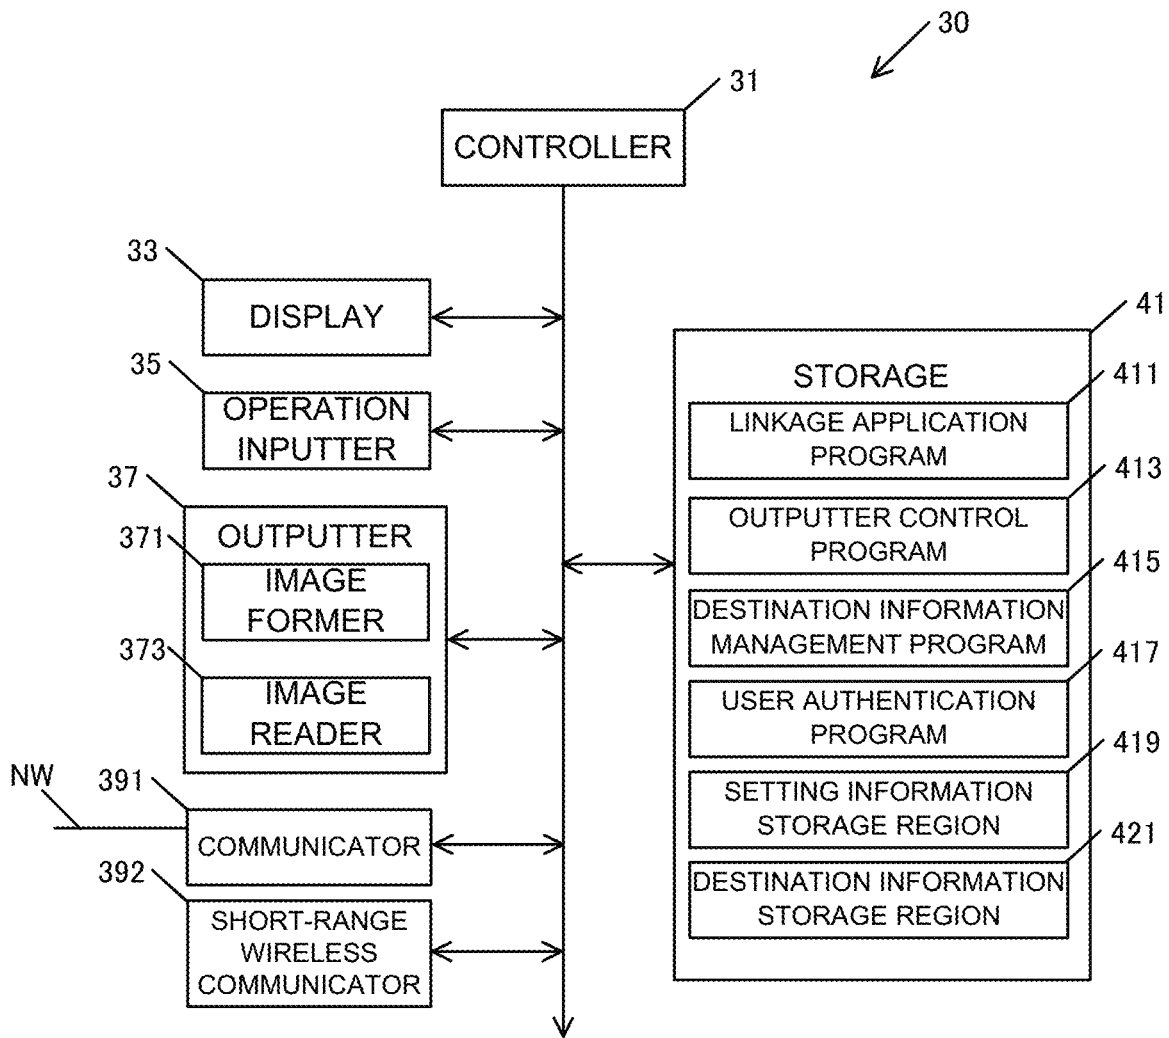 30
31
CONTROLLER
33
DISPLAY
35
OPERATION
INPUTTER
37
OUTPUTTER
371
IMAGE
FORMER
373
IMAGE
READER
NW
391
COMMUNICATOR
392
SHORT-RANGE
WIRELESS
COMMUNICATOR
41
STORAGE
411
LINKAGE APPLICATION
PROGRAM
413
OUTPUTTER CONTROL
PROGRAM
415
DESTINATION INFORMATION
MANAGEMENT PROGRAM
417
USER AUTHENTICATION
PROGRAM
419
SETTING INFORMATION
STORAGE REGION
421
DESTINATION INFORMATION
STORAGE REGION